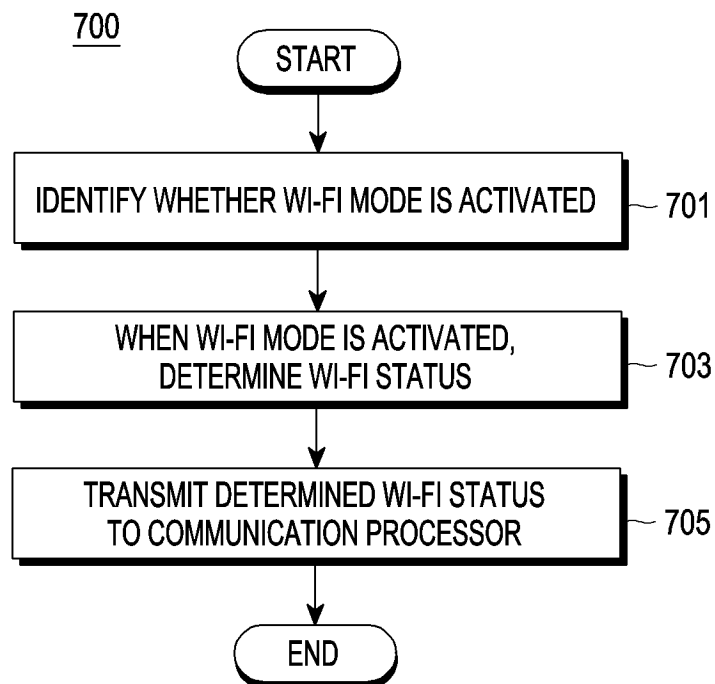 700
START
IDENTIFY WHETHER WI-FI MODE IS ACTIVATED
701
WHEN WI-FI MODE IS ACTIVATED,
DETERMINE WI-FI STATUS
703
TRANSMIT DETERMINED WI-FI STATUS
TO COMMUNICATION PROCESSOR
705
END